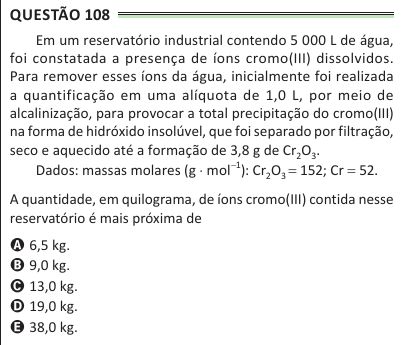 QUESTÃO 108
Em um reservatório industrial contendo 5 000 L de água,
foi constatada a presença de íons cromo(III) dissolvidos.
Para remover esses íons da água, inicialmente foi realizada
a quantificação em uma alíquota de 1,0 L, por meio de
alcalinização, para provocar a total precipitação do cromo(III)
na forma de hidróxido insolúvel, que foi separado por filtração,
seco e aquecido até a formação de 3,8 g de Cr₂O₃.
Dados: massas molares (g · mol⁻¹): Cr₂O₃ = 152; Cr = 52.
A quantidade, em quilograma, de íons cromo(III) contida nesse
reservatório é mais próxima de
A 6,5 kg.
B 9,0 kg.
C 13,0 kg.
D 19,0 kg.
E 38,0 kg.